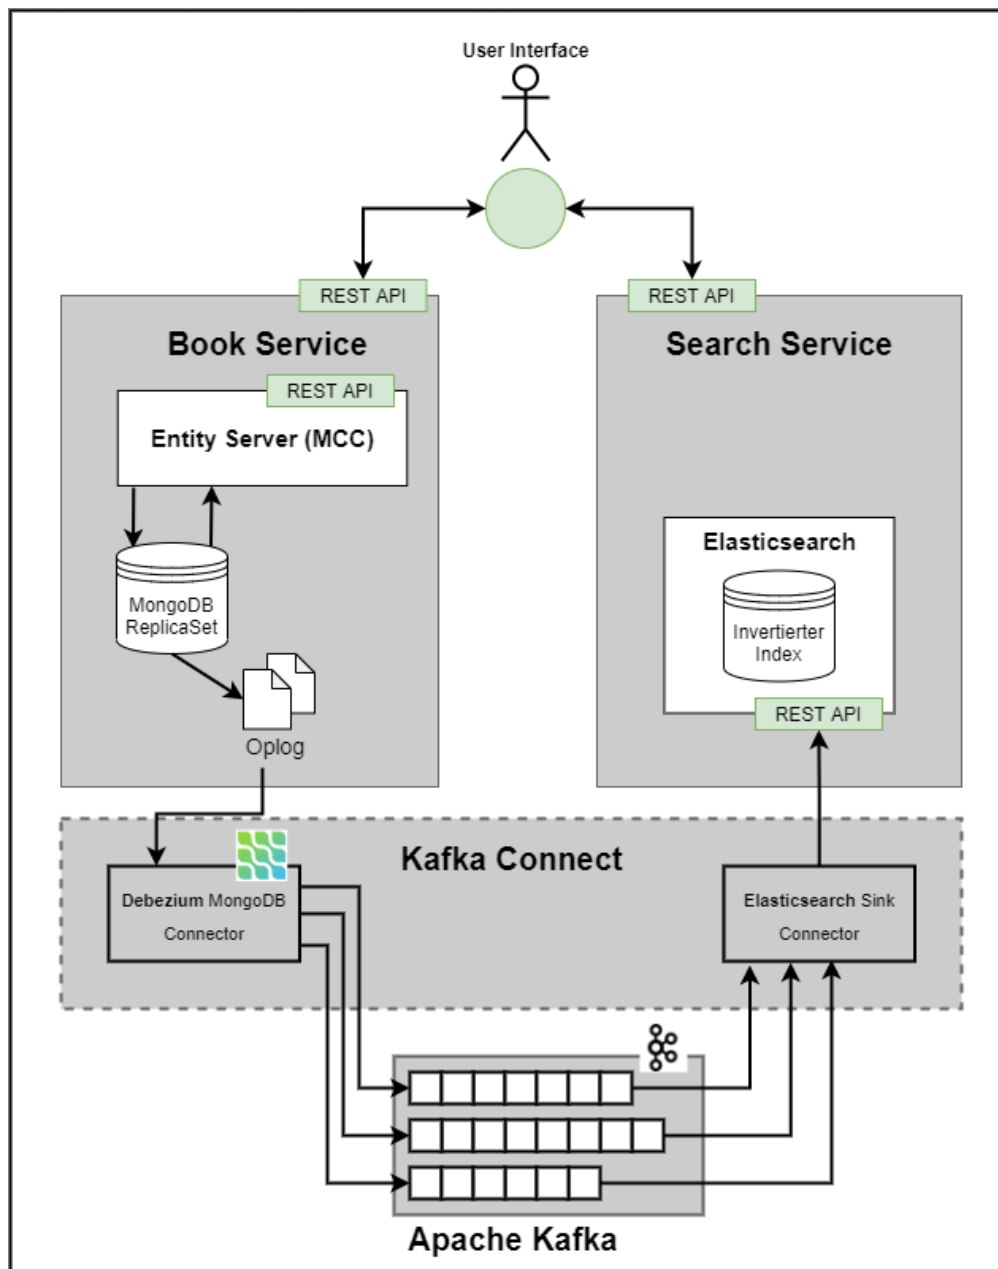 User Interface
REST API
REST API
Book Service
Search Service
REST API
Entity Server (MCC)
Elasticsearch
MongoDB
ReplicaSet
Invertierter
Index
REST API
Oplog
Kafka Connect
Debezium MongoDB
Connector
Elasticsearch Sink
Connector
Apache Kafka